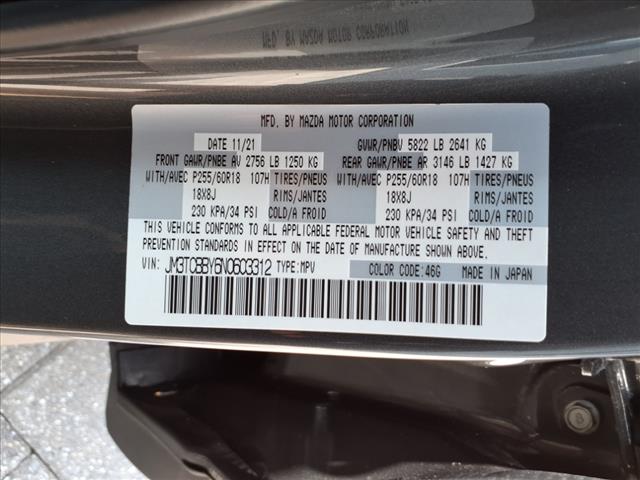 MFD. BY MAZDA MOTOR CORPORATION
DATE 11/21 GVWR/PNBV 5822 LB 2641 KG
FRONT GAWR/PNBE AV 2756 LB 1250 KG REAR GAWR/PNBE AR 3146 LB 1427 KG
WITH/AVEC P255/60R18 107H TIRES/PNEUS WITH/AVEC P255/60R18 107H TIRES/PNEUS
18X8J RIMS/JANTES 18X8J RIMS/JANTES
230 KPA/34 PSI COLD/A FROID 230 KPA/34 PSI COLD/A FROID
THIS VEHICLE CONFORMS TO ALL APPLICABLE FEDERAL MOTOR VEHICLE SAFETY AND THEFT
PREVENTION STANDARDS IN EFFECT ON THE DATE OF MANUFACTURE SHOWN ABOVE.
VIN: JM3TCBBY6N0603312 TYPE: MPV COLOR CODE: 46G MADE IN JAPAN